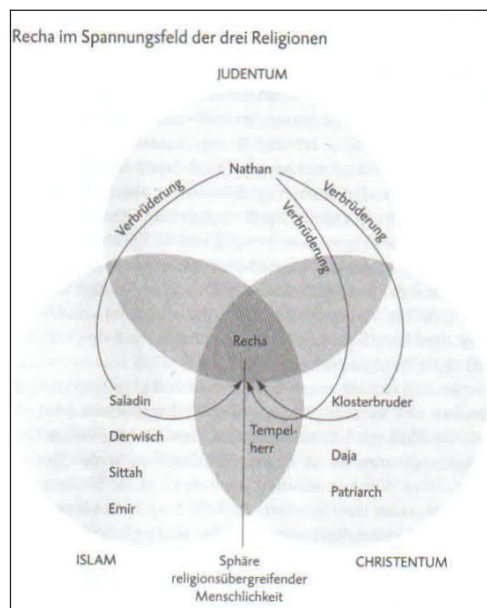 Recha im Spannungsfeld der drei Religionen
JUDENTUM
Nathan
Verbrüderung
Verbrüderung
Verbrüderung
Recha
Saladin
Klosterbruder
Derwisch
Tempel-
herr
Daja
Sittah
Patriarch
Emir
ISLAM
Sphäre
religionsübergreifender
Menschlichkeit
CHRISTENTUM